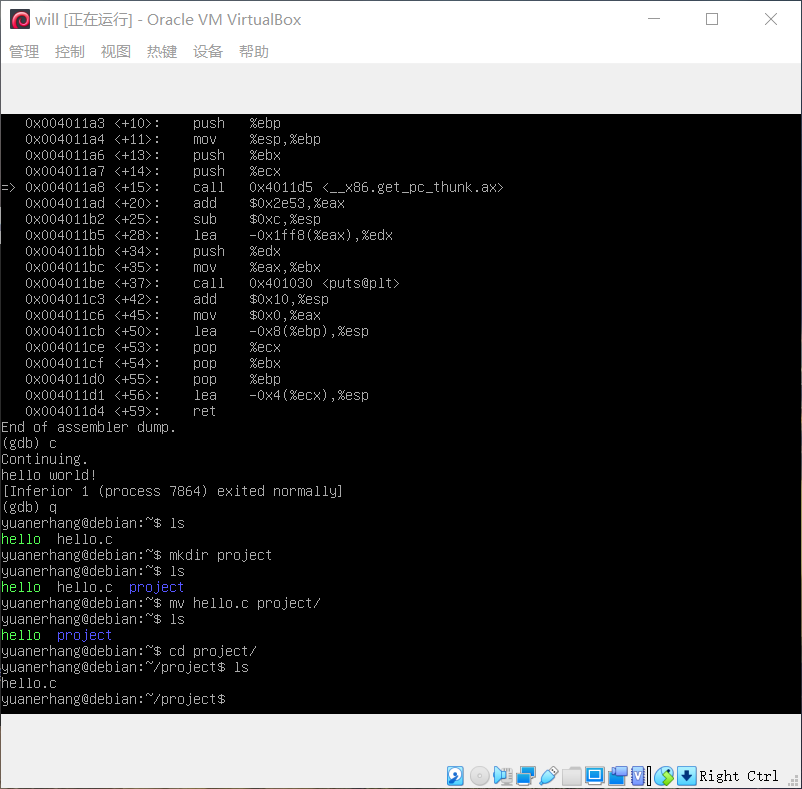 will [正在运行] - Oracle VM VirtualBox
管理 控制 视图 热键 设备 帮助
0x004011a3 <+10>: push %ebp
0x004011a4 <+11>: mov %esp,%ebp
0x004011a6 <+13>: push %ebx
0x004011a7 <+14>: push %ecx
=> 0x004011a8 <+15>: call 0x4011d5 <__x86.get_pc_thunk.ax>
0x004011ad <+20>: add $0x2e53,%eax
0x004011b2 <+25>: sub $0xc,%esp
0x004011b5 <+28>: lea -0x1ff8(%eax),%edx
0x004011bb <+34>: push %edx
0x004011bc <+35>: mov %eax,%ebx
0x004011be <+37>: call 0x401030 <puts@plt>
0x004011c3 <+42>: add $0x10,%esp
0x004011c6 <+45>: mov $0x0,%eax
0x004011cb <+50>: lea -0x8(%ebp),%esp
0x004011ce <+53>: pop %ecx
0x004011cf <+54>: pop %ebx
0x004011d0 <+55>: pop %ebp
0x004011d1 <+56>: lea -0x4(%ecx),%esp
0x004011d4 <+59>: ret
End of assembler dump.
(gdb) c
Continuing.
hello world!
[Inferior 1 (process 7864) exited normally]
(gdb) q
yuanerhang@debian:~$ ls
hello hello.c
yuanerhang@debian:~$ mkdir project
yuanerhang@debian:~$ ls
hello hello.c project
yuanerhang@debian:~$ mv hello.c project/
yuanerhang@debian:~$ ls
hello project
yuanerhang@debian:~$ cd project/
yuanerhang@debian:~/project$ ls
hello.c
yuanerhang@debian:~/project$
Right Ctrl